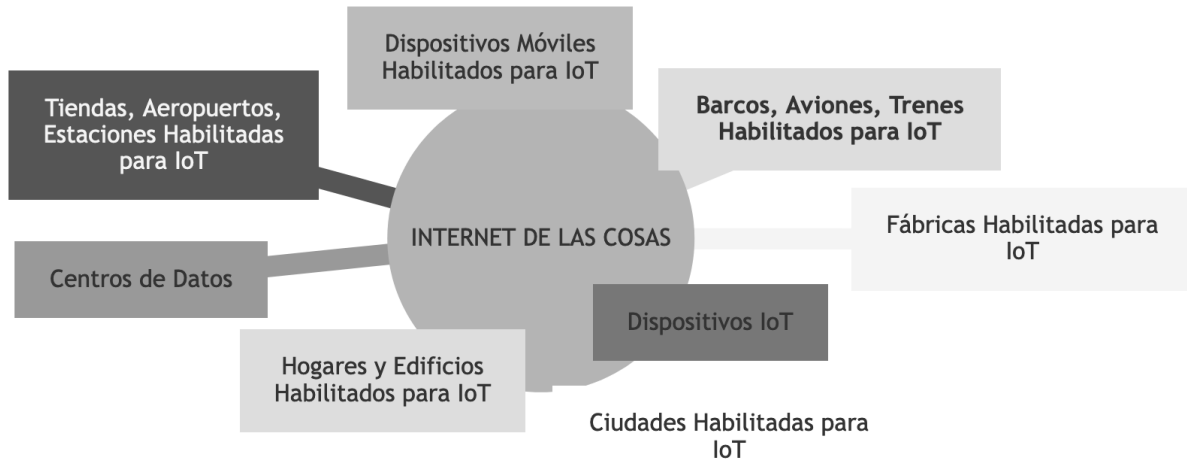 Dispositivos Móviles
Habilitados para IoT
Tiendas, Aeropuertos,
Estaciones Habilitadas
para IoT
Barcos, Aviones, Trenes
Habilitados para IoT
INTERNET DE LAS COSAS
Fábricas Habilitadas para
IoT
Centros de Datos
Dispositivos IoT
Hogares y Edificios
Habilitados para IoT
Ciudades Habilitadas para
IoT